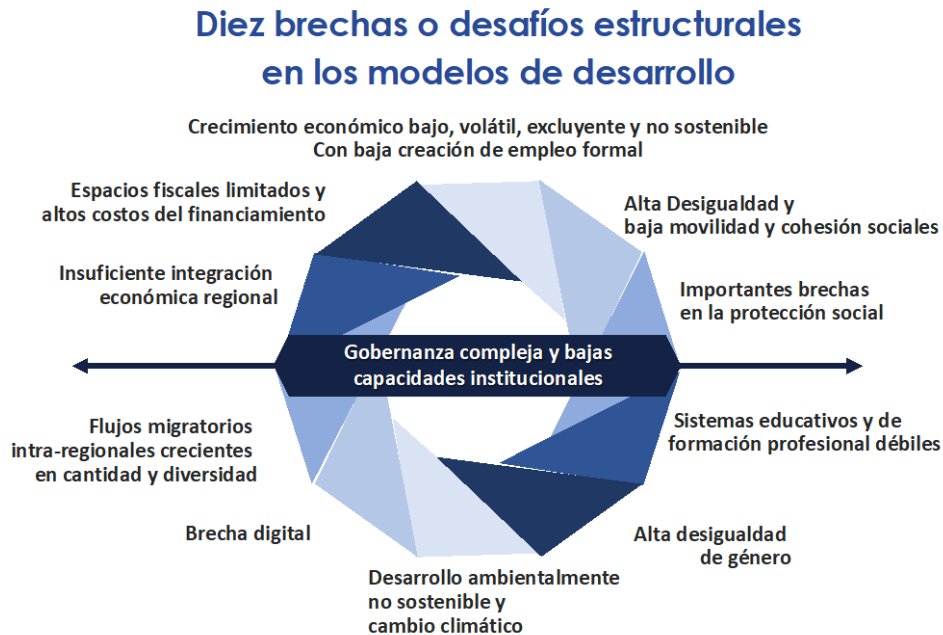 Diez brechas o desafíos estructurales
en los modelos de desarrollo
Crecimiento económico bajo, volátil, excluyente y no sostenible
Con baja creación de empleo formal
Espacios fiscales limitados y
altos costos del financiamiento
Alta Desigualdad y
baja movilidad y cohesión sociales
Insuficiente integración
económica regional
Importantes brechas
en la protección social
Gobernanza compleja y bajas
capacidades institucionales
Flujos migratorios
intra-regionales crecientes
en cantidad y diversidad
Sistemas educativos y de
formación profesional débiles
Brecha digital
Alta desigualdad
de género
Desarrollo ambientalmente
no sostenible y
cambio climático